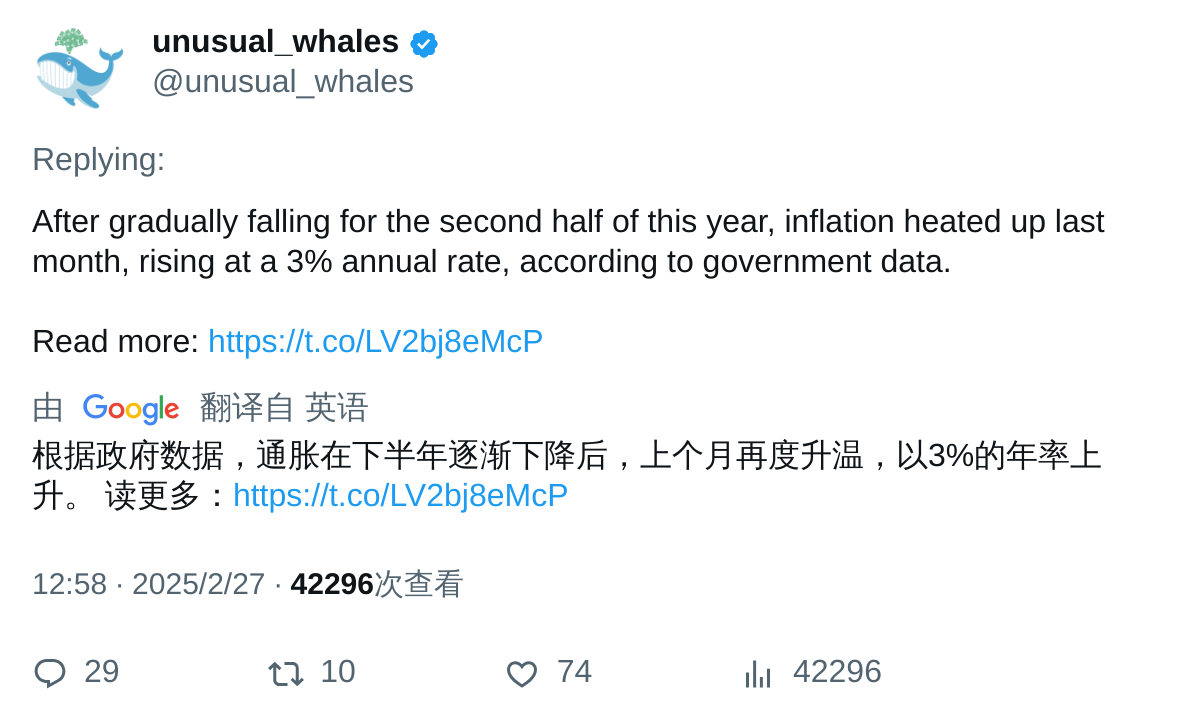 unusual_whales
@unusual_whales
Replying:
After gradually falling for the second half of this year, inflation heated up last
month, rising at a 3% annual rate, according to government data.
Read more: https://t.co/LV2bj8eMcP
由 Google 翻译自 英语
根据政府数据，通胀在下半年逐渐下降后，上个月再度升温，以3%的年率上
升。 读更多：https://t.co/LV2bj8eMcP
12:58 · 2025/2/27 · 42296次查看
29 10 74 42296